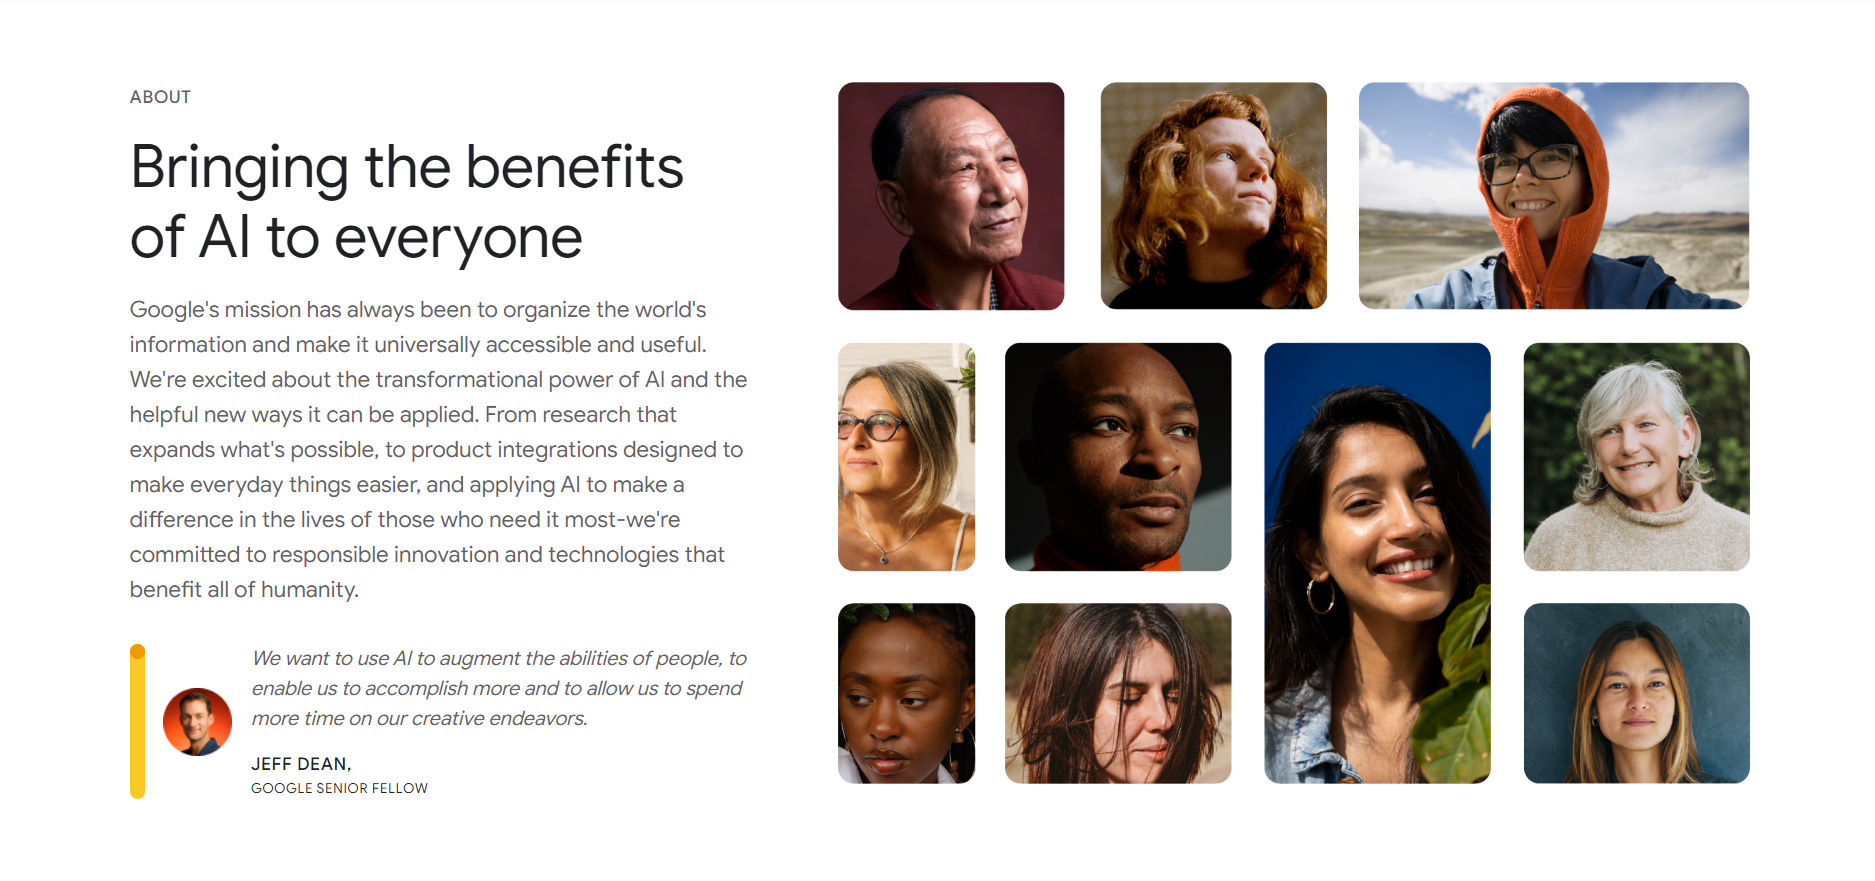 ABOUT
Bringing the benefits
of AI to everyone
Google's mission has always been to organize the world's
information and make it universally accessible and useful.
We're excited about the transformational power of AI and the
helpful new ways it can be applied. From research that
expands what's possible, to product integrations designed to
make everyday things easier, and applying AI to make a
difference in the lives of those who need it most-we're
committed to responsible innovation and technologies that
benefit all of humanity.
We want to use AI to augment the abilities of people, to
enable us to accomplish more and to allow us to spend
more time on our creative endeavors.
JEFF DEAN,
GOOGLE SENIOR FELLOW